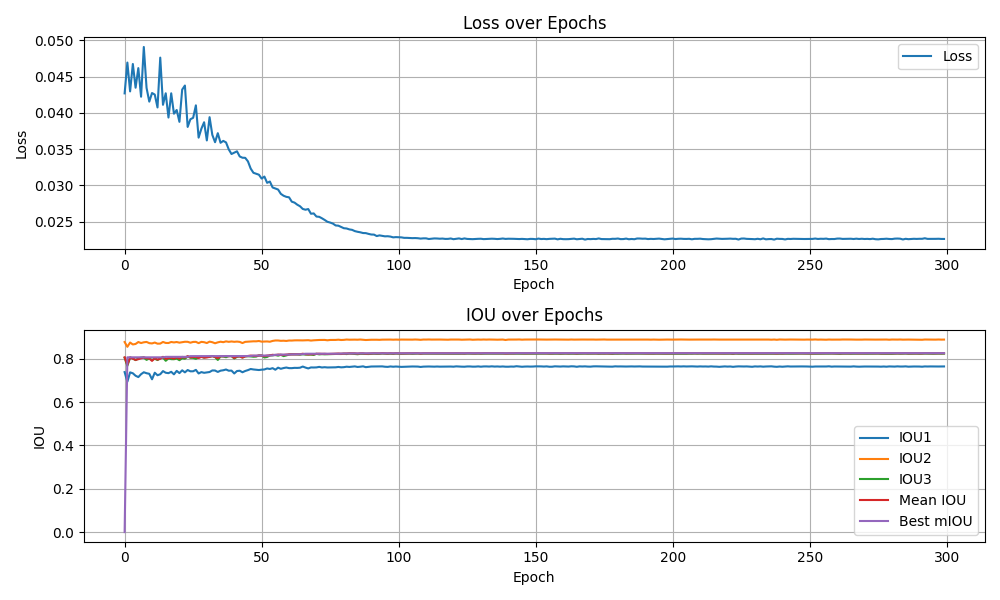 Loss over Epochs
0.050
0.045
0.040
0.035
0.030
0.025
Loss
Loss
0 50 100 150 200 250 300
Epoch
IOU over Epochs
0.8
0.6
0.4
0.2
0.0
IOU
IOU1
IOU2
IOU3
Mean IOU
Best mIOU
0 50 100 150 200 250 300
Epoch